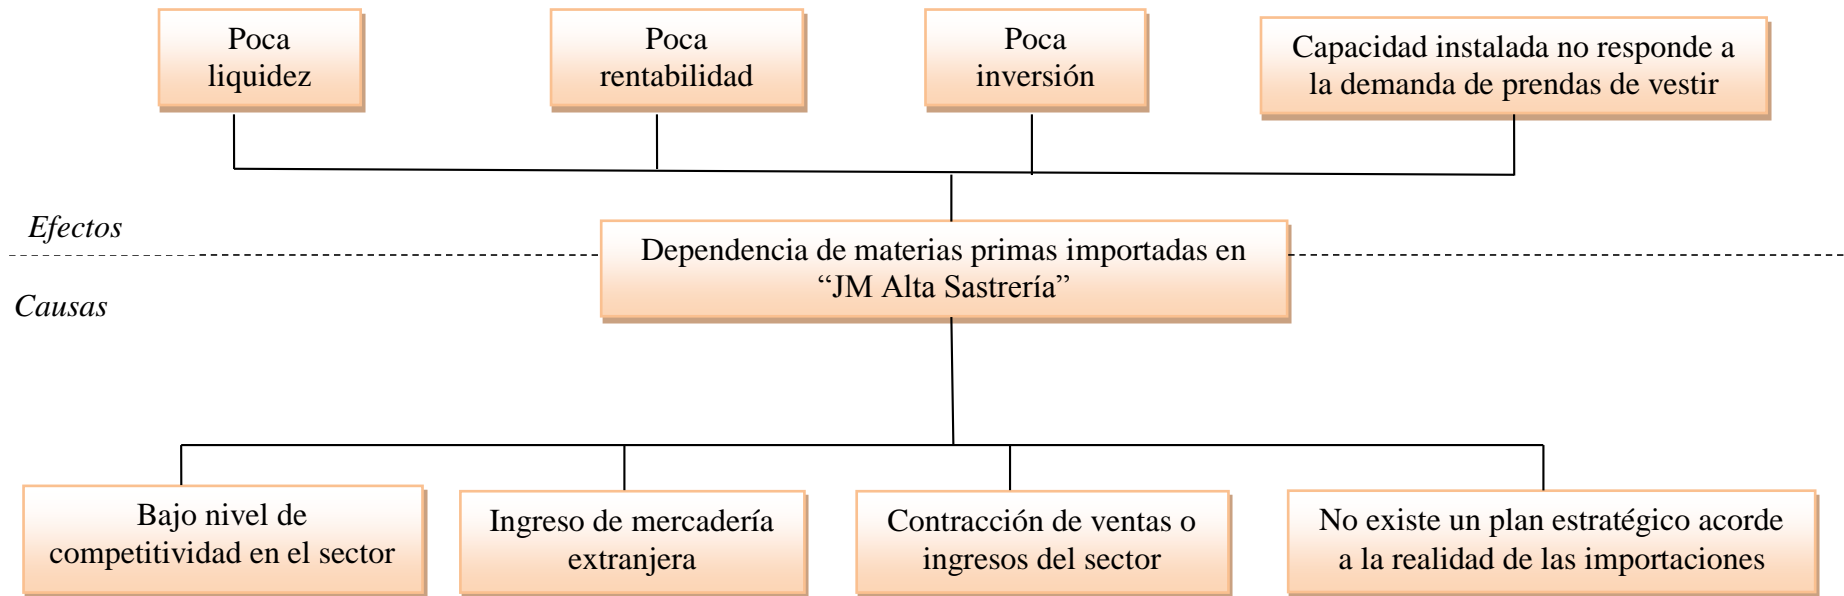 Poca
liquidez
Poca
rentabilidad
Poca
inversión
Capacidad instalada no responde a
la demanda de prendas de vestir
Efectos
Dependencia de materias primas importadas en
“JM Alta Sastrería”
Causas
Bajo nivel de
competitividad en el sector
Ingreso de mercadería
extranjera
Contracción de ventas o
ingresos del sector
No existe un plan estratégico acorde
a la realidad de las importaciones